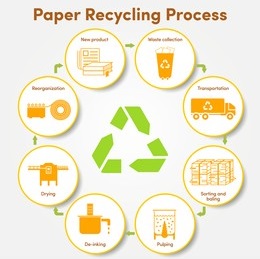 Paper Recycling Process
New product
Waste collection
Transportation
Sorting and
baling
Pulping
De-inking
Drying
Reorganization